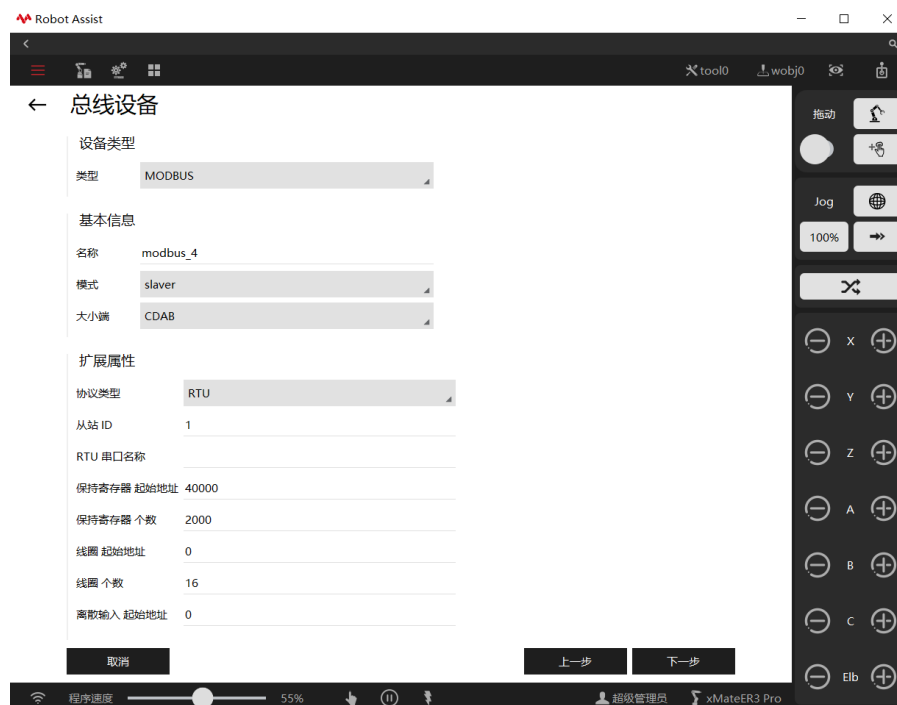 Robot Assist
tool0 wobj0
总线设备
设备类型
类型 MODBUS
基本信息
名称 modbus_4
模式 slaver
大小端 CDAB
扩展属性
协议类型 RTU
从站 ID 1
RTU 串口名称
保持寄存器 起始地址 40000
保持寄存器 个数 2000
线圈 起始地址 0
线圈 个数 16
离散输入 起始地址 0
取消 上一步 下一步
拖动
Jog
100%
X
Y
Z
A
B
C
Elb
程序速度 55% 超级管理员 xMateER3 Pro